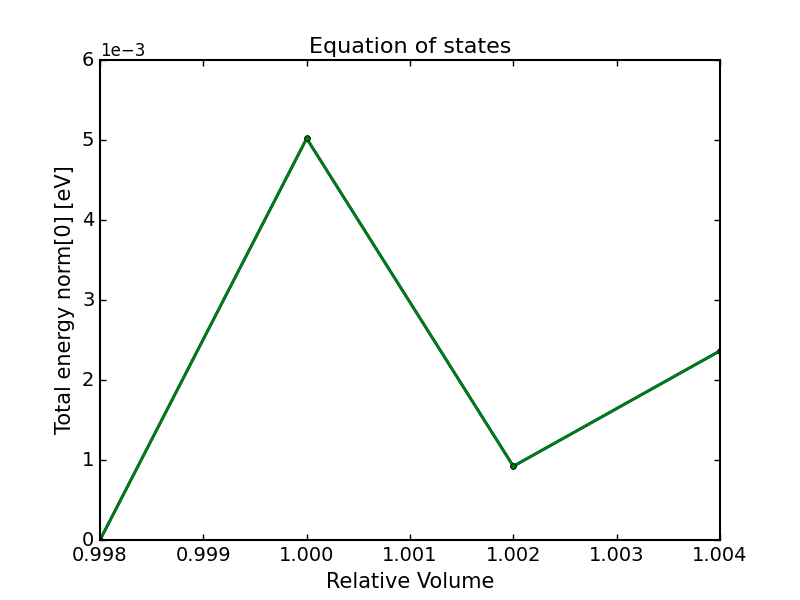 Equation of states
1e−3
6
5
4
3
2
1
0
Total energy norm[0] [eV]
0.998 0.999 1.000 1.001 1.002 1.003 1.004
Relative Volume